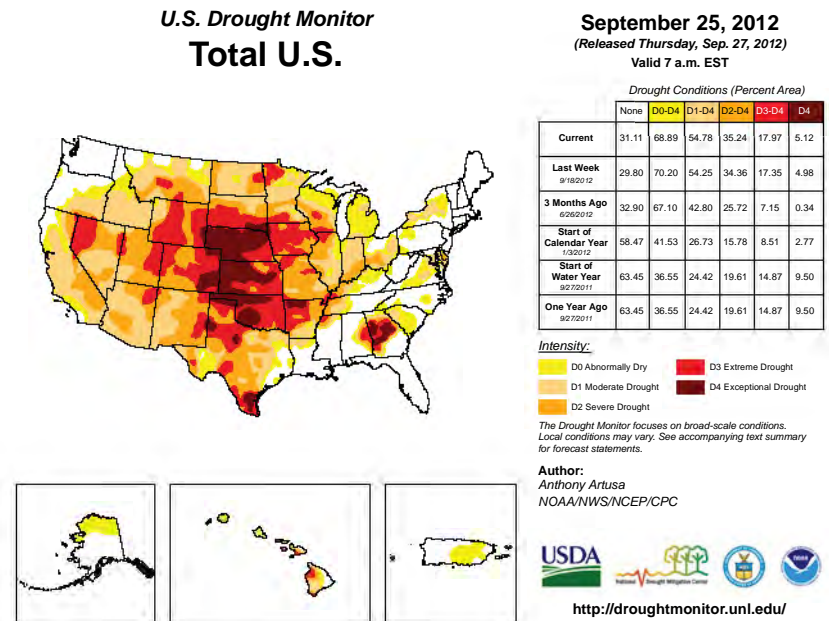 U.S. Drought Monitor
Total U.S.
September 25, 2012
(Released Thursday, Sep. 27, 2012)
Valid 7 a.m. EST
Drought Conditions (Percent Area)
None D0-D4 D1-D4 D2-D4 D3-D4 D4
Current 31.11 68.89 54.78 35.24 17.97 5.12
Last Week
9/18/2012
29.80 70.20 54.25 34.36 17.35 4.98
3 Months Ago
6/26/2012
32.90 67.10 42.80 25.72 7.15 0.34
Start of
Calendar Year
1/3/2012
58.47 41.53 26.73 15.78 8.51 2.77
Start of
Water Year
9/27/2011
63.45 36.55 24.42 19.61 14.87 9.50
One Year Ago
9/27/2011
63.45 36.55 24.42 19.61 14.87 9.50
Intensity:
D0 Abnormally Dry
D1 Moderate Drought
D2 Severe Drought
D3 Extreme Drought
D4 Exceptional Drought
The Drought Monitor focuses on broad-scale conditions.
Local conditions may vary. See accompanying text summary
for forecast statements.
Author:
Anthony Artusa
NOAA/NWS/NCEP/CPC
USDA
National Drought Mitigation Center
NOAA
http://droughtmonitor.unl.edu/